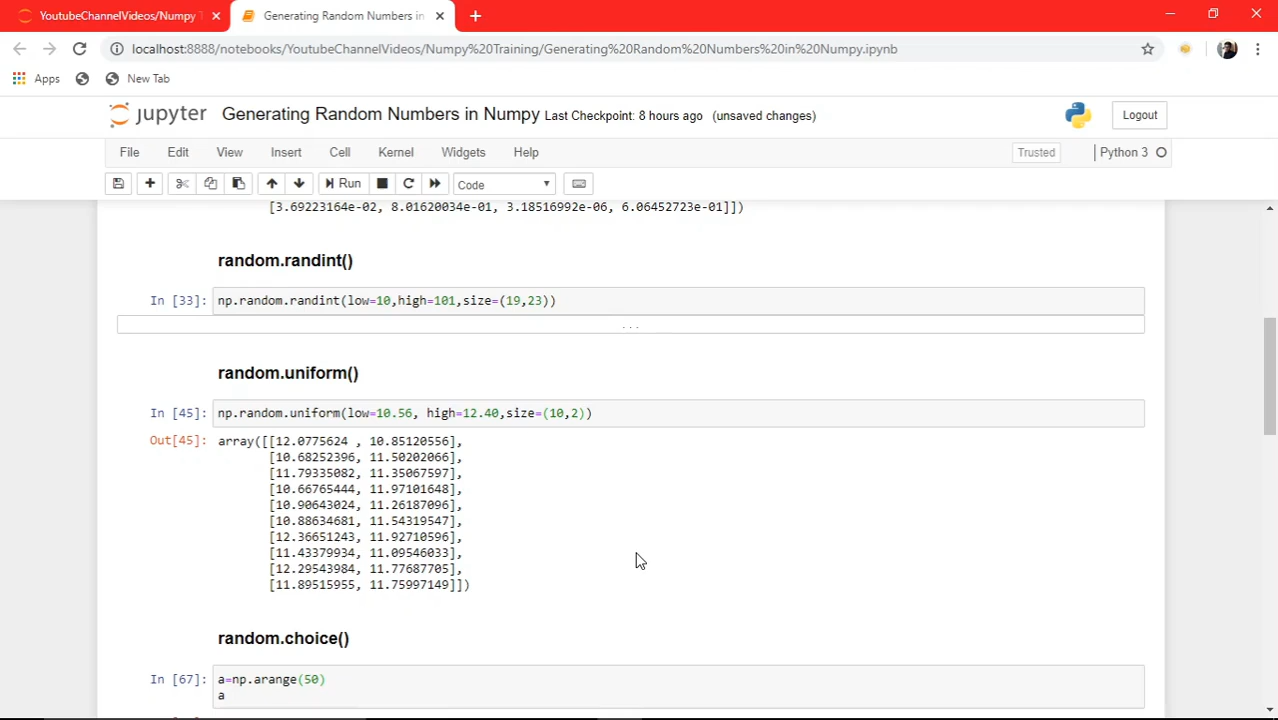 YoutubeChannelVideos/Numpy T
Generating Random Numbers in
localhost:8888/notebooks/YoutubeChannelVideos/Numpy%20Training/Generating%20Random%20Numbers%20in%20Numpy.ipynb
Apps
New Tab
jupyter Generating Random Numbers in Numpy Last Checkpoint: 8 hours ago (unsaved changes) Logout
File Edit View Insert Cell Kernel Widgets Help Trusted Python 3
Run Code
[3.69223164e-02, 8.01620034e-01, 3.18516992e-06, 6.06452723e-01]])
random.randint()
In [33]: np.random.randint(low=10,high=101,size=(19,23))
...
random.uniform()
In [45]: np.random.uniform(low=10.56, high=12.40,size=(10,2))
Out[45]: array([[12.0775624 , 10.85120556],
[10.68252396, 11.50202066],
[11.79335082, 11.35067597],
[10.66765444, 11.97101648],
[10.90643024, 11.26187096],
[10.88634681, 11.54319547],
[12.36651243, 11.92710596],
[11.43379934, 11.09546033],
[12.29543984, 11.77687705],
[11.89515955, 11.75997149]])
random.choice()
In [67]: a=np.arange(50)
a